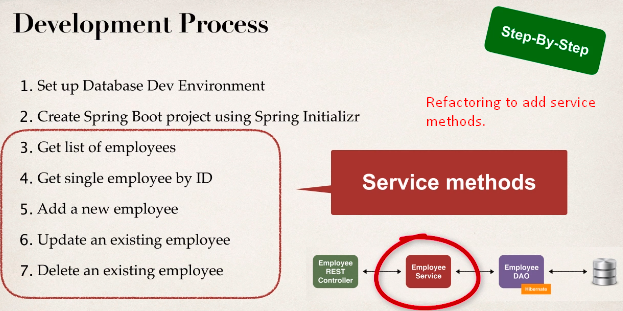 Development Process
Step-By-Step
1. Set up Database Dev Environment
2. Create Spring Boot project using Spring Initializr
Refactoring to add service
methods.
3. Get list of employees
4. Get single employee by ID
5. Add a new employee
6. Update an existing employee
7. Delete an existing employee
Service methods
Employee
REST
Controller
Employee
Service
Employee
DAO
Hibernate